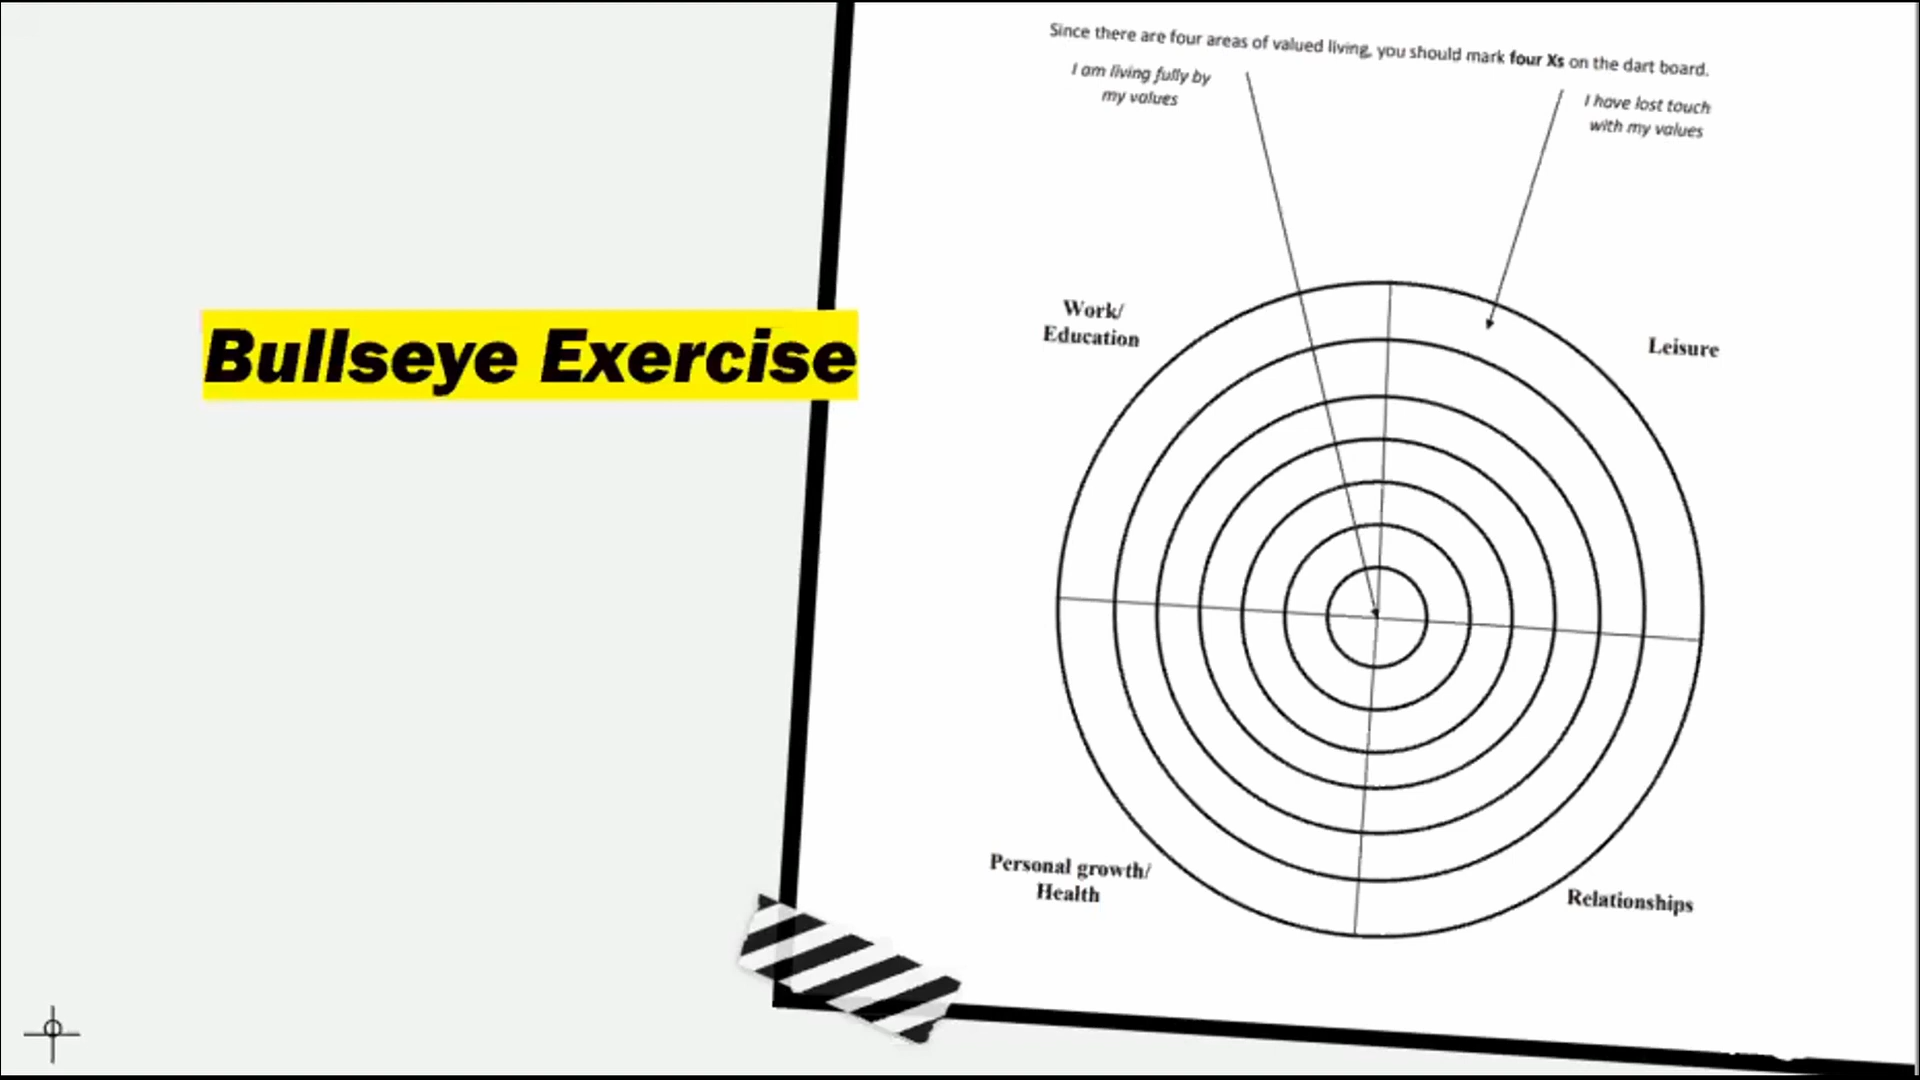 Since there are four areas of valued living, you should mark four Xs on the dart board.
I am living fully by
my values
I have lost touch
with my values
Bullseye Exercise
Work/
Education
Leisure
Personal growth/
Health
Relationships